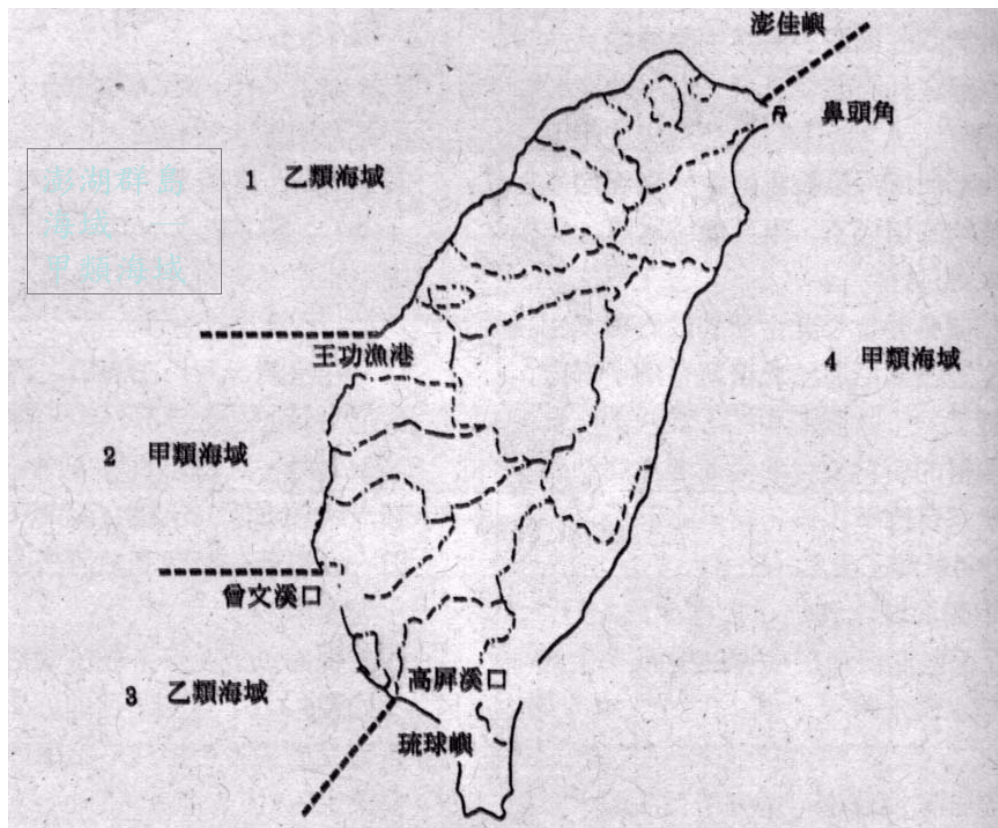 澎佳嶼
鼻頭角
澎湖群島
海域 —
甲類海域
1 乙類海域
王功漁港
4 甲類海域
2 甲類海域
曾文溪口
3 乙類海域
高屏溪口
琉球嶼